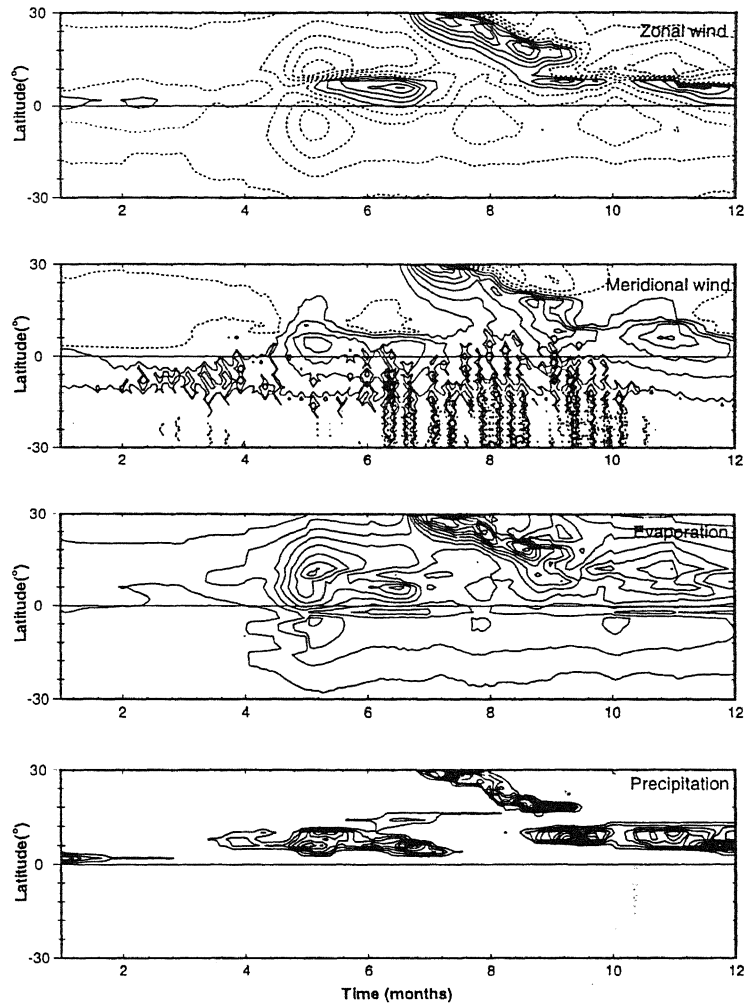 30
Zonal wind
Latitude(°)
0
-30
2 4 6 8 10 12
30
Meridional wind
Latitude(°)
0
-30
2 4 6 8 10 12
30
Evaporation
Latitude(°)
0
-30
2 4 6 8 10 12
30
Precipitation
Latitude(°)
0
-30
2 4 6 8 10 12
Time (months)